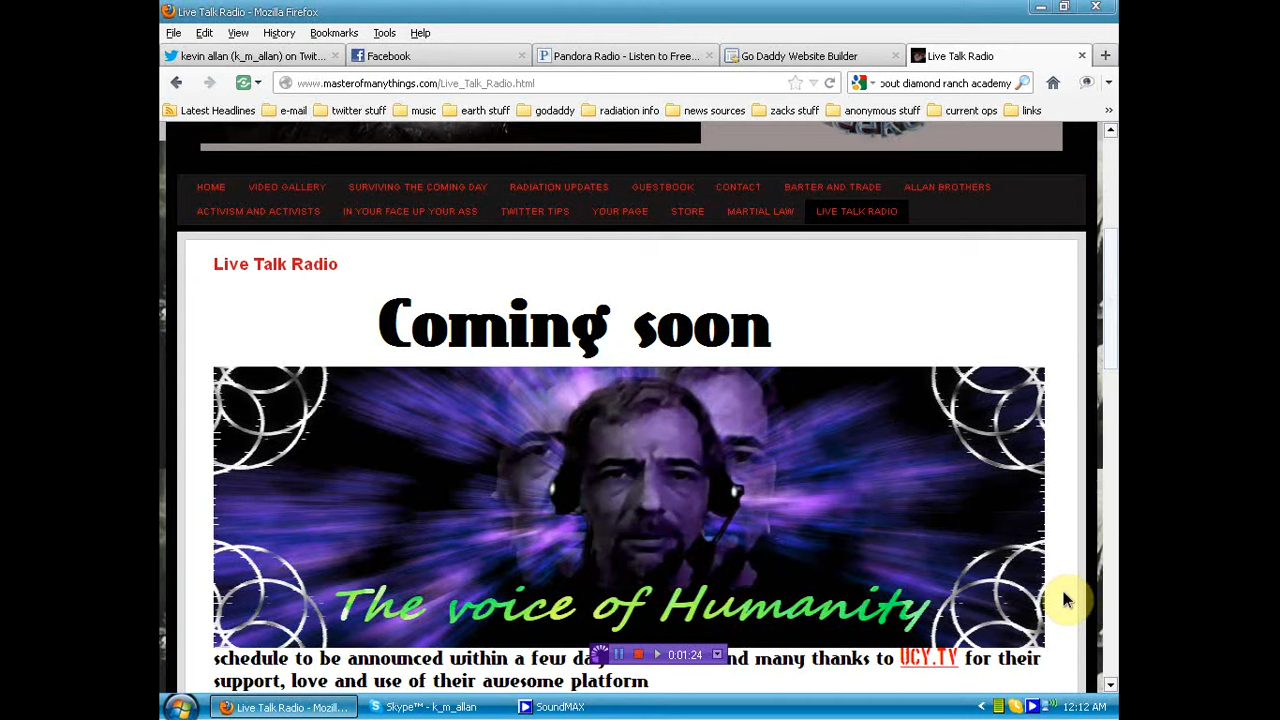 Live Talk Radio - Mozilla Firefox
File Edit View History Bookmarks Tools Help
kevin allan (k_m_allan) on Twit... Facebook Pandora Radio - Listen to Free... Go Daddy Website Builder Live Talk Radio
www.masterofmanythings.com/Live_Talk_Radio.html out diamond ranch academy
Latest Headlines e-mail twitter stuff music earth stuff godaddy radiation info news sources zacks stuff anonymous stuff current ops links
HOME VIDEO GALLERY SURVIVING THE COMING DAY RADIATION UPDATES GUESTBOOK CONTACT BARTER AND TRADE ALLAN BROTHERS
ACTIVISM AND ACTIVISTS IN YOUR FACE UP YOUR ASS TWITTER TIPS YOUR PAGE STORE MARTIAL LAW LIVE TALK RADIO
Live Talk Radio
Coming soon
The voice of Humanity
0:01:24
schedule to be announced within a few da nd many thanks to UCY.TV for their
support, love and use of their awesome platform
Live Talk Radio - Mozill... Skype™ - k_m_allan SoundMAX 12:12 AM